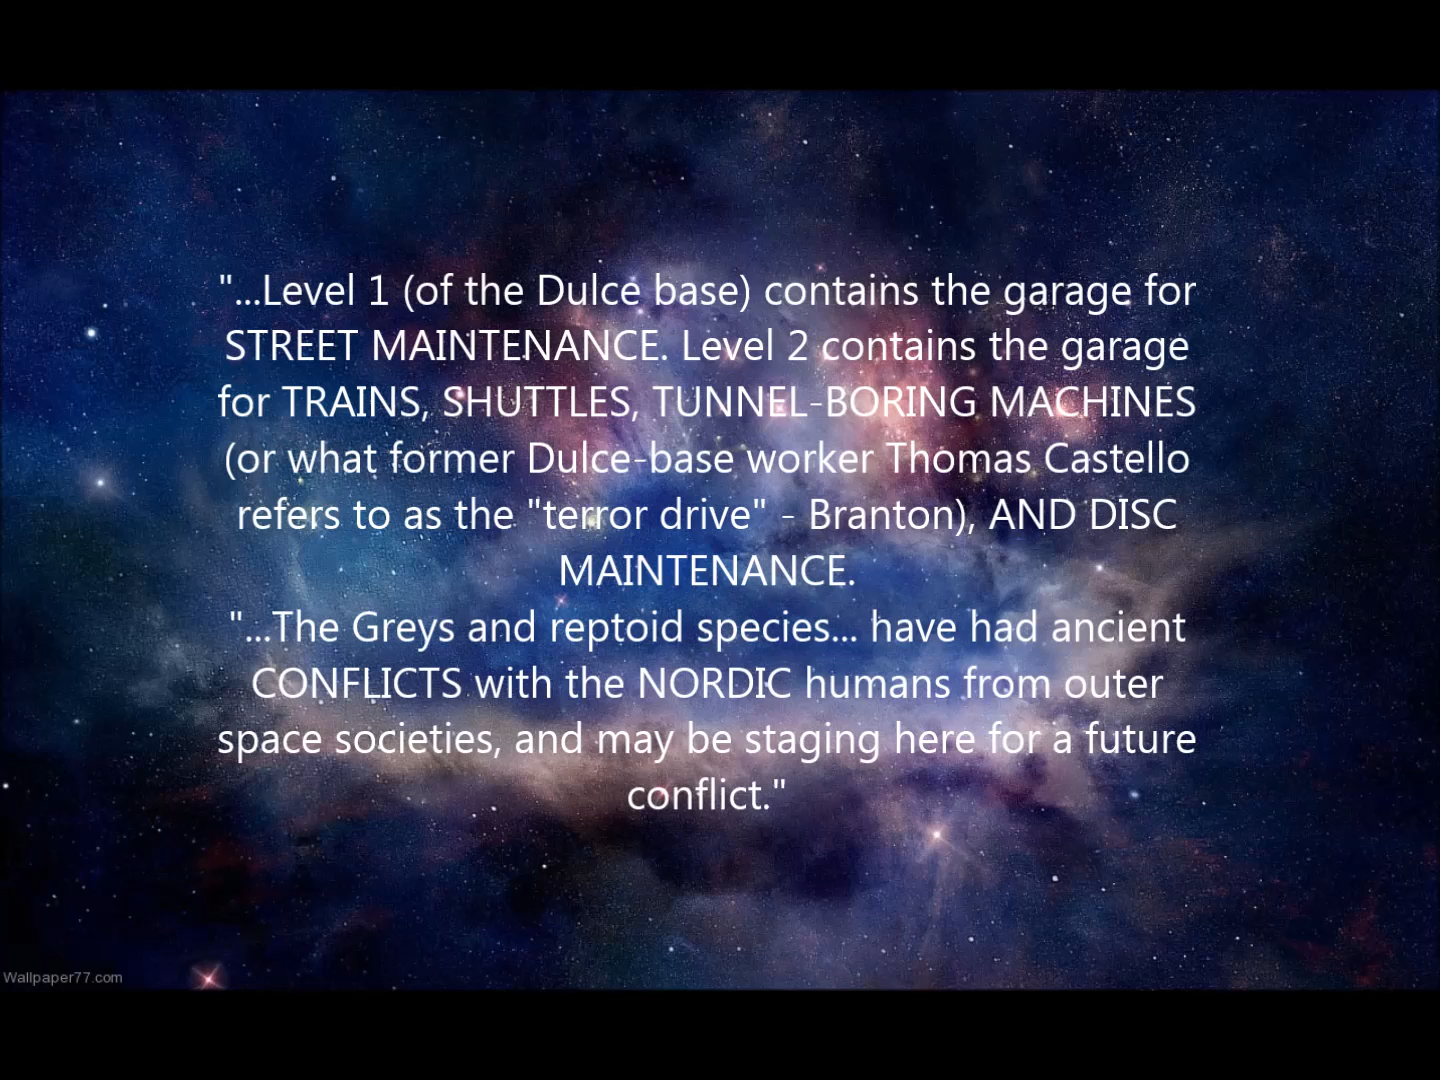 "...Level 1 (of the Dulce base) contains the garage for
STREET MAINTENANCE. Level 2 contains the garage
for TRAINS, SHUTTLES, TUNNEL-BORING MACHINES
(or what former Dulce-base worker Thomas Castello
refers to as the "terror drive" - Branton), AND DISC
MAINTENANCE.
"...The Greys and reptoid species... have had ancient
CONFLICTS with the NORDIC humans from outer
space societies, and may be staging here for a future
conflict."
Wallpaper77.com